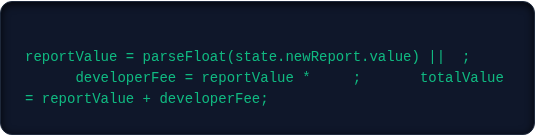 reportValue = parseFloat(state.newReport.value) || ;
developerFee = reportValue * ; totalValue
= reportValue + developerFee;